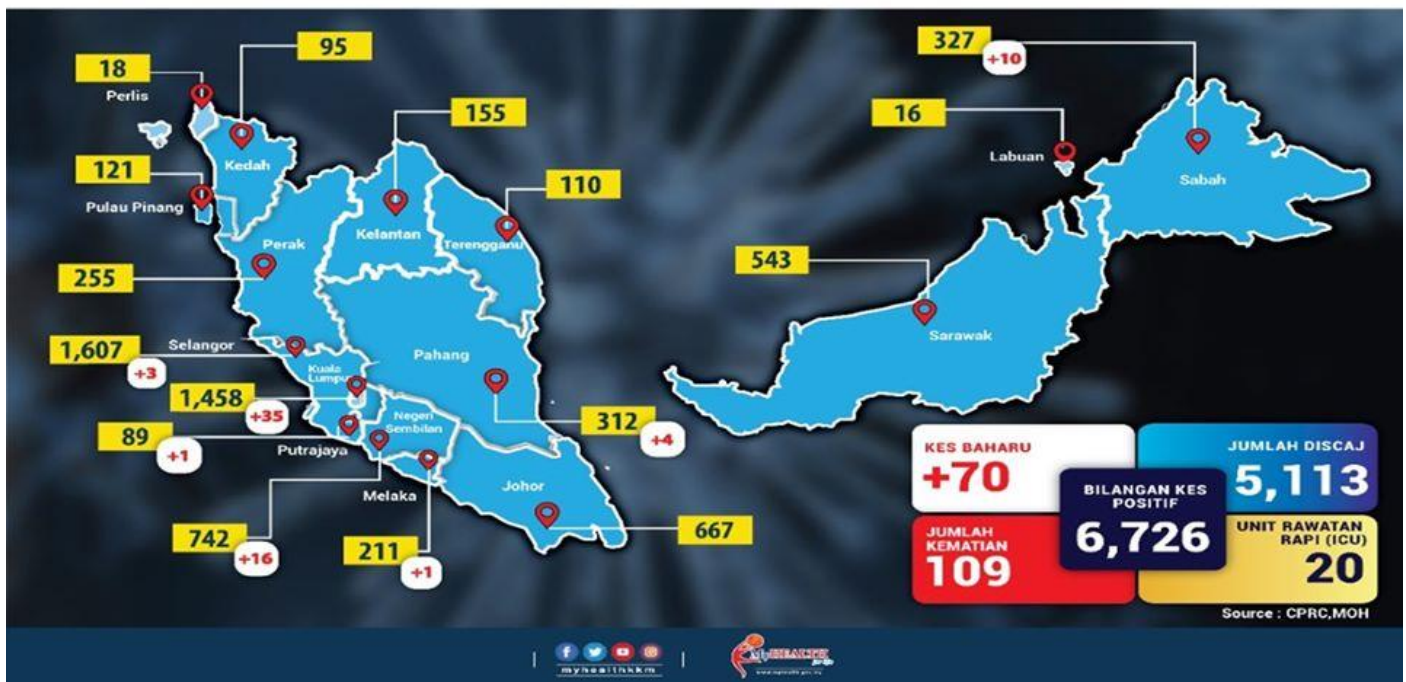 95
18
Perlis
Kedah
155
121
Pulau Pinang
110
Perak
Kelantan
Terengganu
255
Selangor
1,607
+3
Kuala
Lumpur
Pahang
1,458
+35
Negeri
Sembilan
312
+4
89
+1
Putrajaya
Melaka
Johor
742
+16
211
+1
667
327
+10
16
Labuan
Sabah
543
Sarawak
KES BAHARU
+70
JUMLAH DISCAJ
5,113
BILANGAN KES
POSITIF
6,726
JUMLAH
KEMATIAN
109
UNIT RAWATAN
RAPI (ICU)
20
Source : CPRC,MOH
myhealthkkm
MyHEALTH